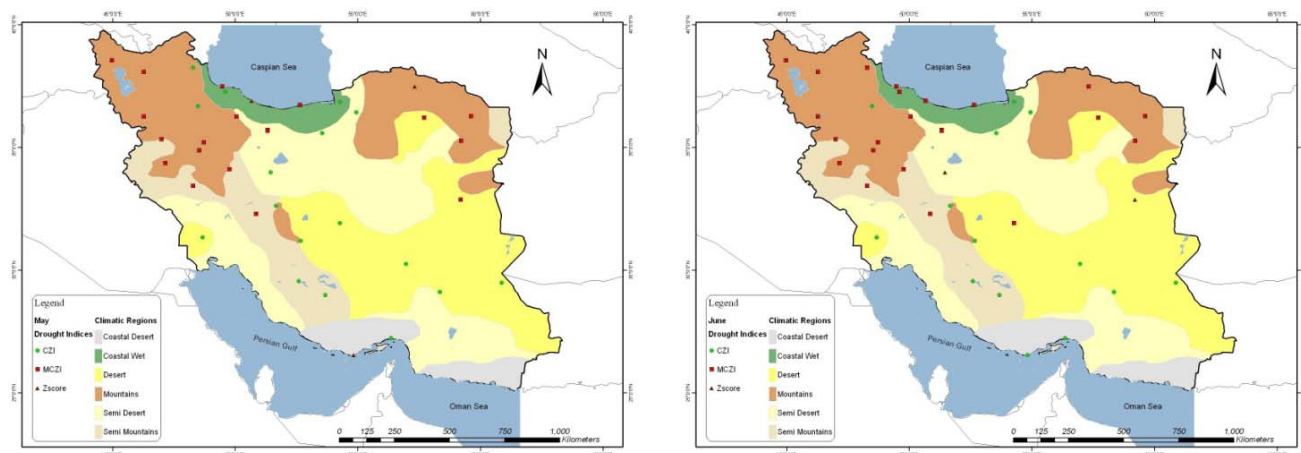 N
Caspian Sea
Persian Gulf
Oman Sea
Legend
May
Drought Indices
CZI
MCZI
Zscore
Climatic Regions
Coastal Desert
Coastal Wet
Desert
Mountains
Semi Desert
Semi Mountains
0 125 250 500 750 1,000
Kilometers
N
Caspian Sea
Persian Gulf
Oman Sea
Legend
June
Drought Indices
CZI
MCZI
Zscore
Climatic Regions
Coastal Desert
Coastal Wet
Desert
Mountains
Semi Desert
Semi Mountains
0 125 250 500 750 1,000
Kilometers